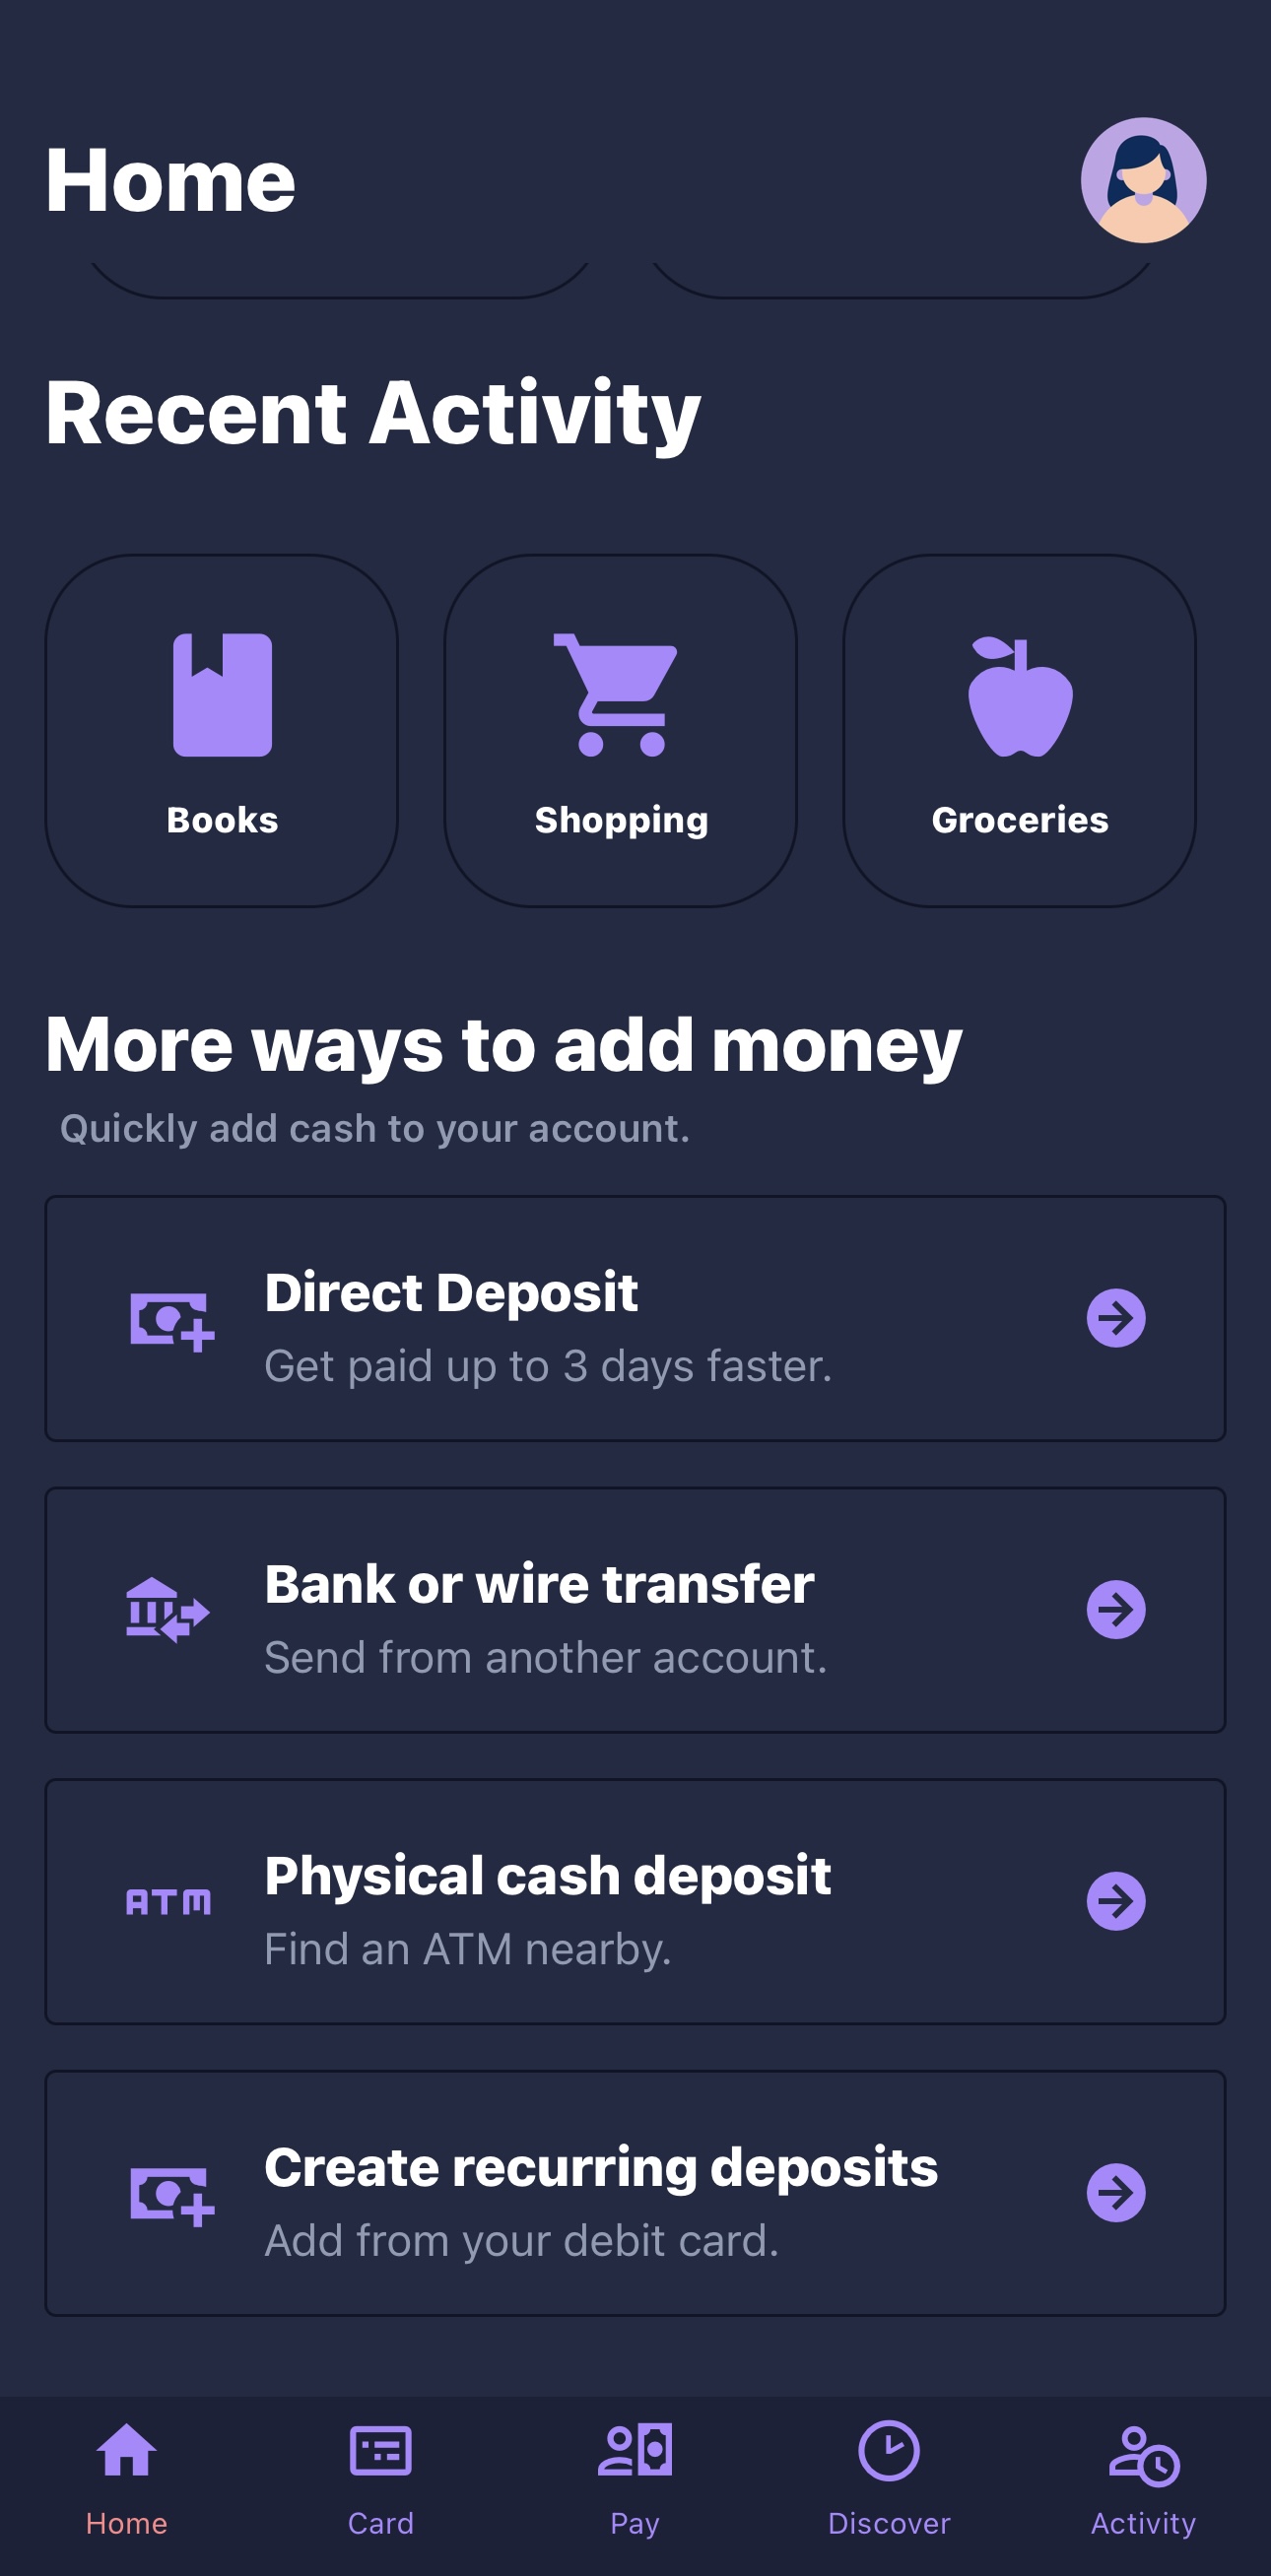 Home
Recent Activity
Books
Shopping
Groceries
More ways to add money
Quickly add cash to your account.
Direct Deposit
Get paid up to 3 days faster.
Bank or wire transfer
Send from another account.
ATM
Physical cash deposit
Find an ATM nearby.
Create recurring deposits
Add from your debit card.
Home
Card
Pay
Discover
Activity